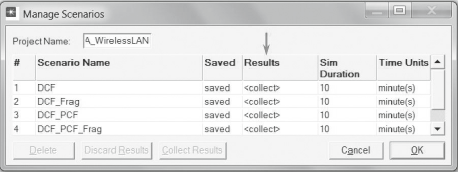 Manage Scenarios
Project Name: A_WirelessLAN
# Scenario Name Saved Results Sim Duration Time Units
1 DCF saved <collect> 10 minute(s)
2 DCF_Frag saved <collect> 10 minute(s)
3 DCF_PCF saved <collect> 10 minute(s)
4 DCF_PCF_Frag saved <collect> 10 minute(s)
Delete Discard Results Collect Results Cancel OK